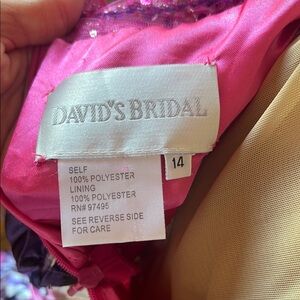 DAVID'S BRIDAL
14
SELF
100% POLYESTER
LINING
100% POLYESTER
RN# 97495
SEE REVERSE SIDE
FOR CARE